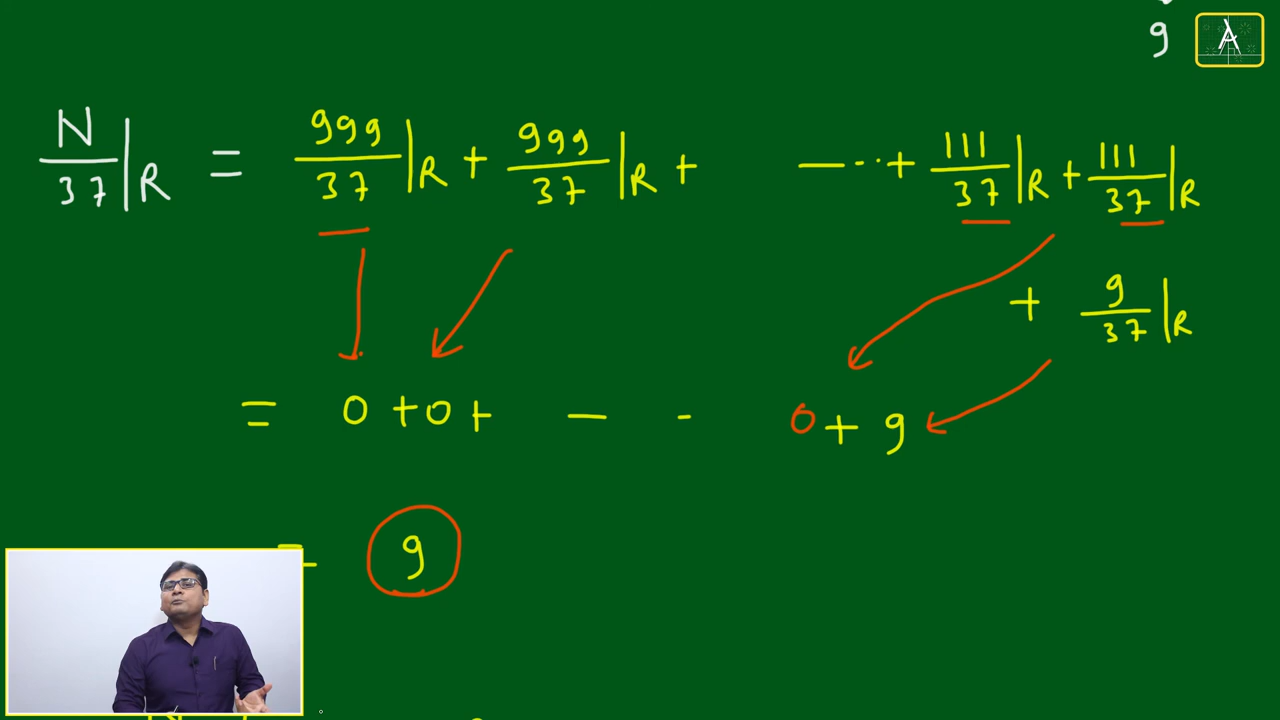 9 A
N/37|R = 999/37|R + 999/37|R + — ··+ 111/37|R + 111/37|R
+ 9/37|R
= 0 +0+ — - 0 + 9
= 9